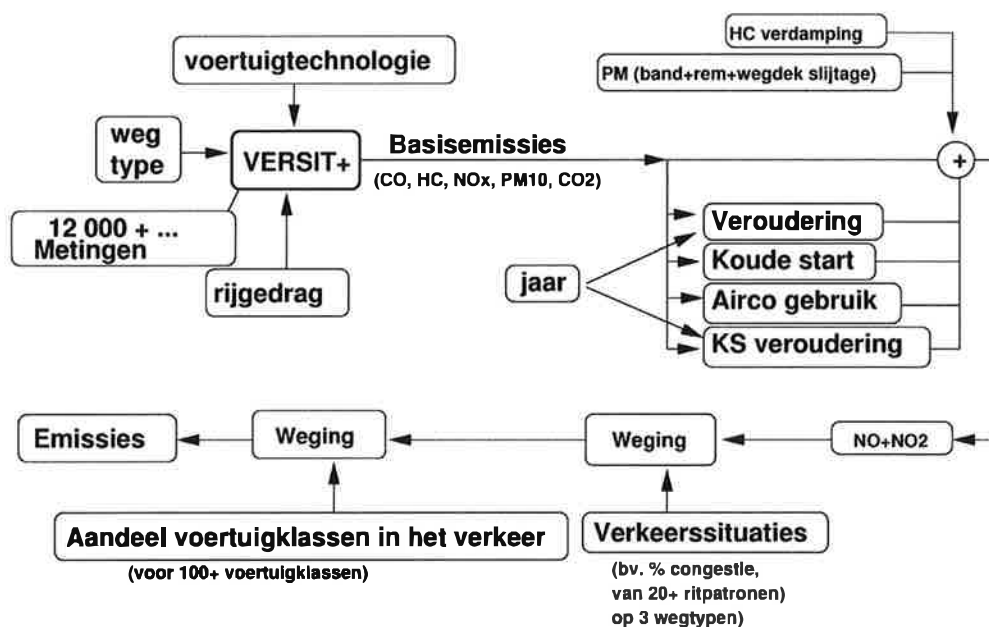 HC verdamping
voertuigtechnologie
PM (band+rem+wegdek slijtage)
weg
type
VERSIT+
Basisemissies
(CO, HC, NOx, PM10, CO2)
+
12 000 + ...
Metingen
rijgedrag
jaar
Veroudering
Koude start
Airco gebruik
KS veroudering
Emissies
Weging
Weging
NO+NO2
Aandeel voertuigklassen in het verkeer
(voor 100+ voertuigklassen)
Verkeerssituaties
(bv. % congestie,
van 20+ ritpatronen)
op 3 wegtypen)